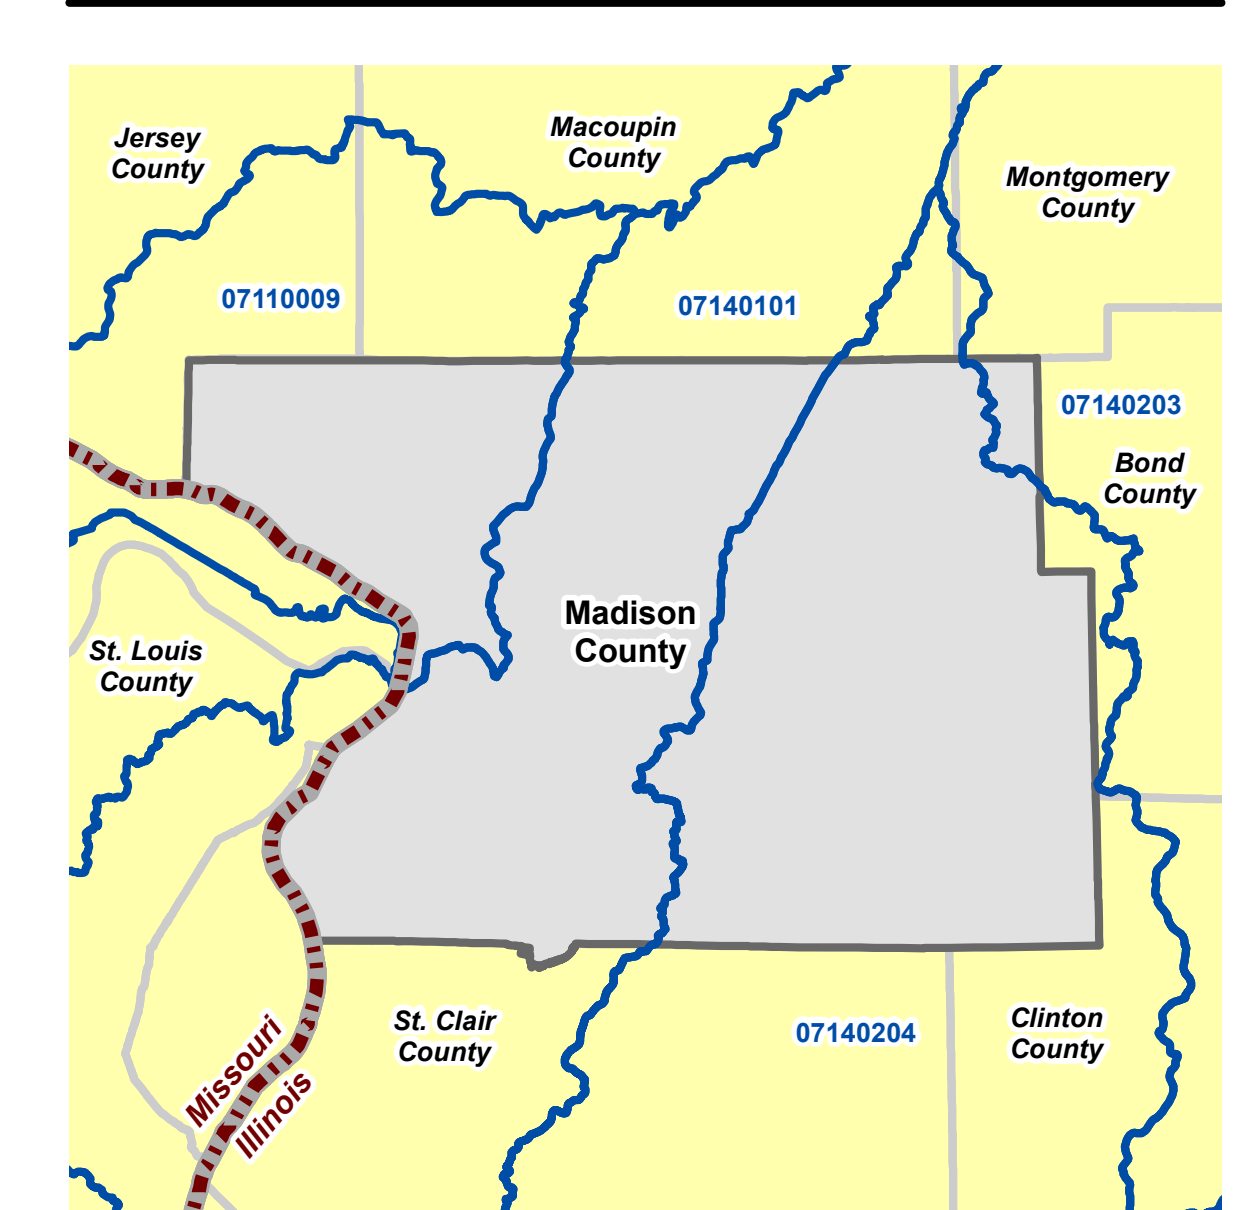 Jersey
County
Macoupin
County
Montgomery
County
07110009
07140101
07140203
Bond
County
Madison
County
St. Louis
County
St. Clair
County
07140204
Clinton
County
Missouri
Illinois